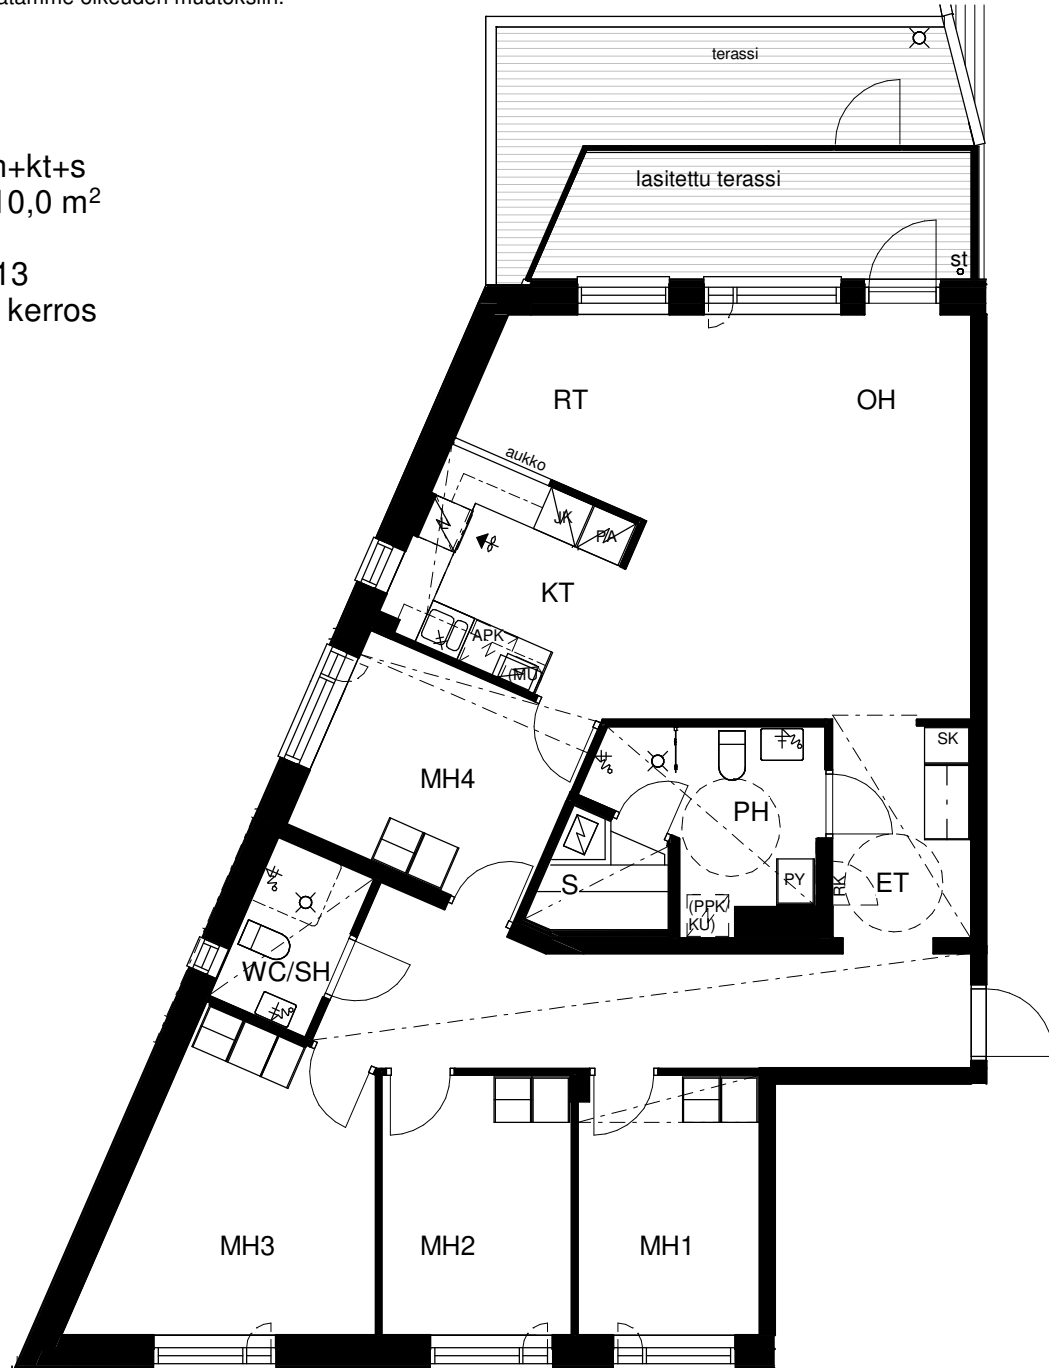 oikeuden muutoksiin.
terassi
+kt+s
10,0 m²
lasitettu terassi
13
kerros
st
RT
OH
aukko
JK
PA
KT
APK
(MU)
SK
MH4
PH
S
PY
RK
ET
(PPK/
KU)
WC/SH
MH3
MH2
MH1